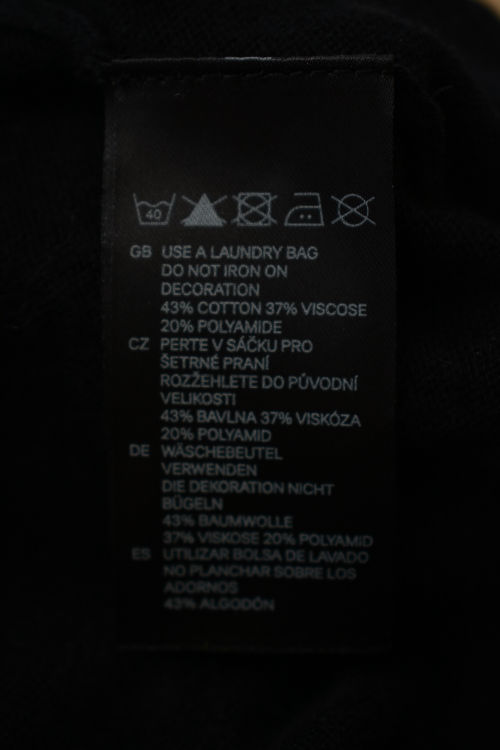 40
GB USE A LAUNDRY BAG
DO NOT IRON ON
DECORATION
43% COTTON 37% VISCOSE
20% POLYAMIDE
CZ PERTE V SÁČKU PRO
ŠETRNÉ PRANÍ
ROZŽEHLETE DO PŮVODNÍ
VELIKOSTI
43% BAVLNA 37% VISKÓZA
20% POLYAMID
DE WÄSCHEBEUTEL
VERWENDEN
DIE DEKORATION NICHT
BÜGELN
43% BAUMWOLLE
37% VISKOSE 20% POLYAMID
ES UTILIZAR BOLSA DE LAVADO
NO PLANCHAR SOBRE LOS
ADORNOS
43% ALGODÓN